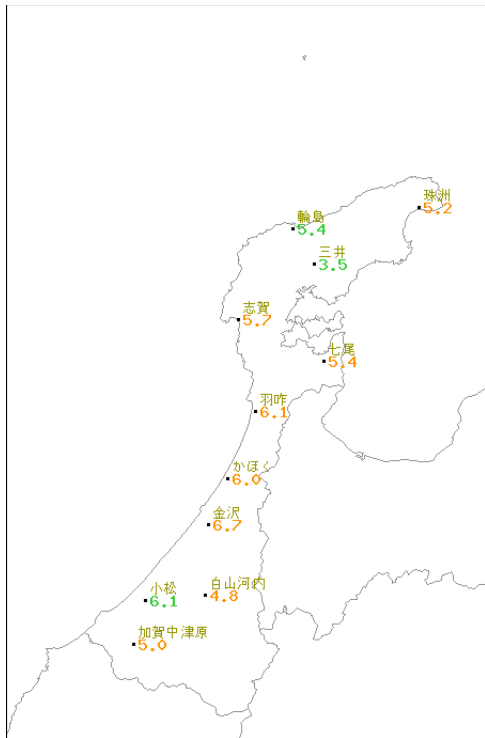 珠洲
5.2
輪島
5.4
三井
3.5
志賀
5.7
七尾
5.4
羽咋
6.1
かほく
6.0
金沢
6.7
白山河内
4.8
小松
6.1
加賀中津原
5.0